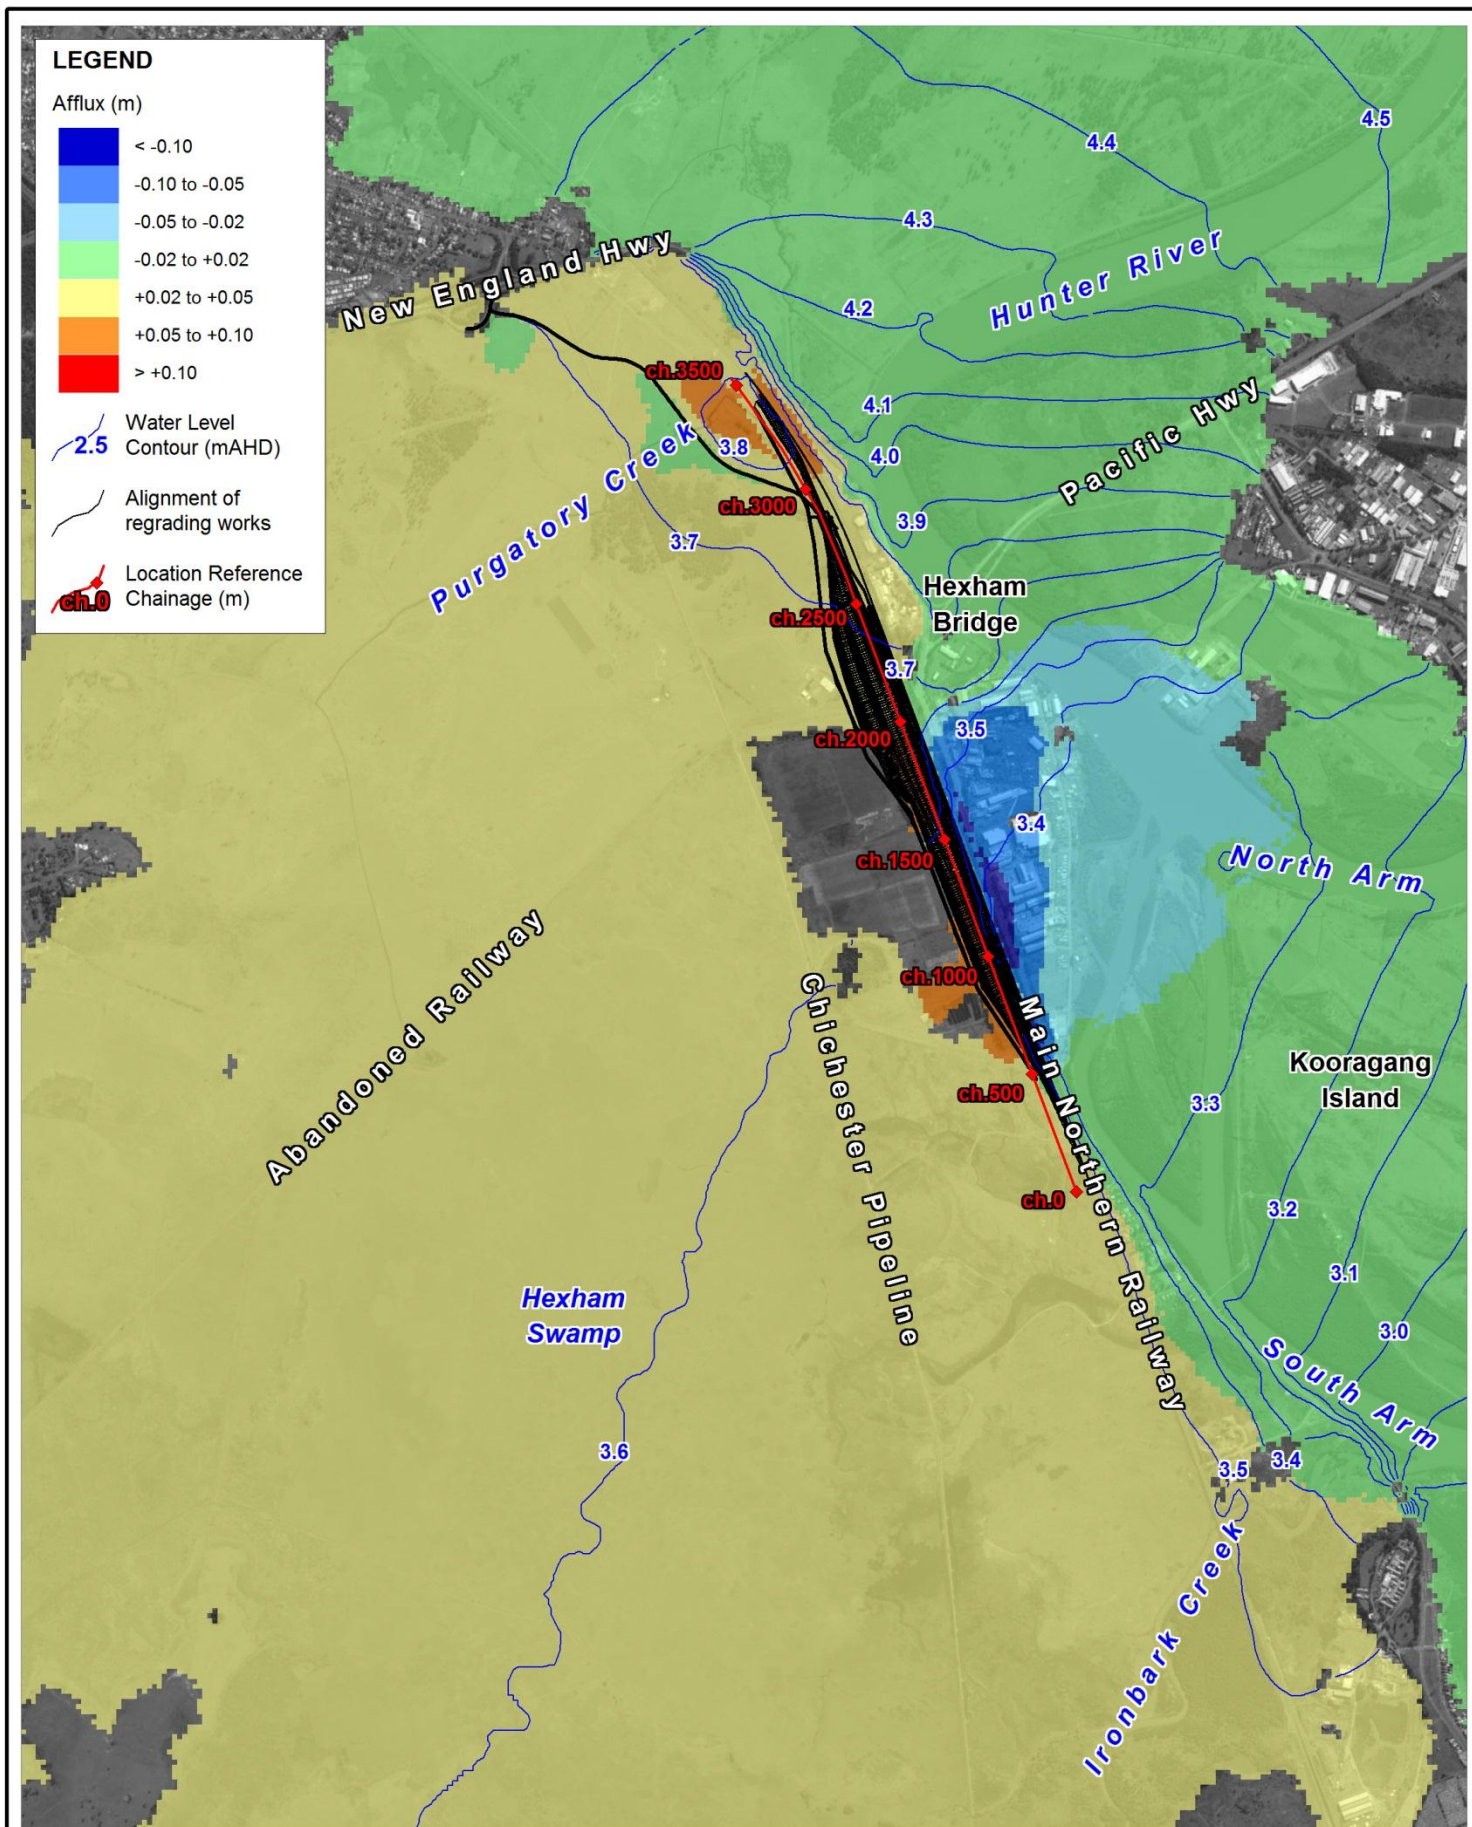 LEGEND
Afflux (m)
< -0.10
-0.10 to -0.05
-0.05 to -0.02
-0.02 to +0.02
+0.02 to +0.05
+0.05 to +0.10
> +0.10
2.5
Water Level
Contour (mAHD)
Alignment of
regrading works
ch.0
Location Reference
Chainage (m)
4.5
4.4
4.3
Hunter River
New England Hwy
4.2
ch.3500
4.1
Pacific Hwy
3.8
4.0
Purgatory Creek
ch.3000
3.9
3.7
Hexham
Bridge
ch.2500
3.7
ch.2000
3.5
3.4
ch.1500
North Arm
Abandoned Railway
ch.1000
Chichester Pipeline
Main Northern Railway
Kooragang
Island
ch.500
3.3
ch.0
3.2
3.1
Hexham
Swamp
3.0
South Arm
3.6
3.5
3.4
Ironbark Creek